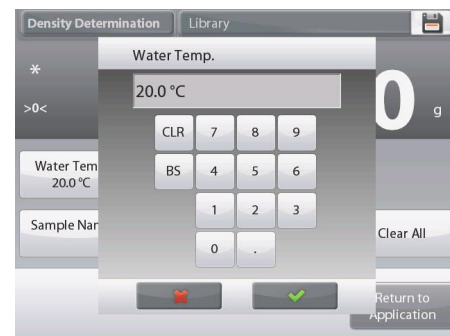 Density Determination Library
Water Temp.
*
20.0 °C
>0<
0 g
CLR 7 8 9
Water Tem
20.0 °C
BS 4 5 6
1 2 3
Sample Nar
Clear All
0 .
Return to
Application